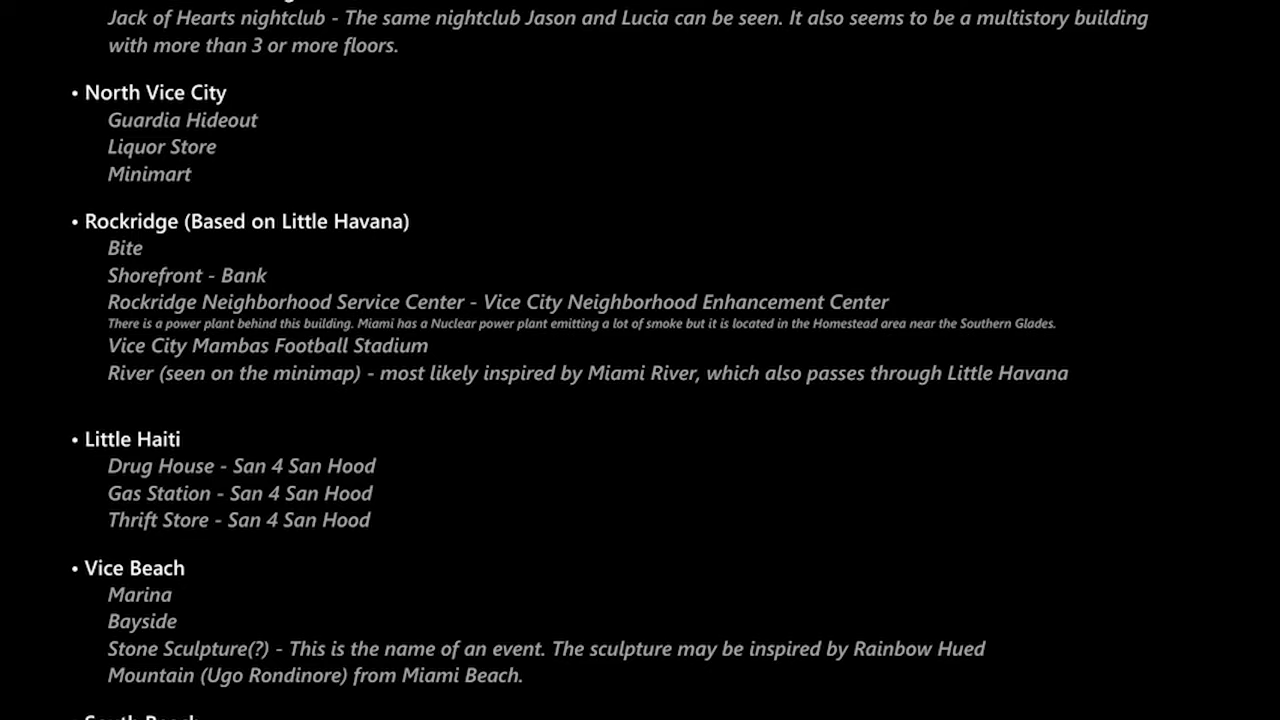 Jack of Hearts nightclub - The same nightclub Jason and Lucia can be seen. It also seems to be a multistory building
with more than 3 or more floors.
• North Vice City
Guardia Hideout
Liquor Store
Minimart
• Rockridge (Based on Little Havana)
Bite
Shorefront - Bank
Rockridge Neighborhood Service Center - Vice City Neighborhood Enhancement Center
There is a power plant behind this building. Miami has a Nuclear power plant emitting a lot of smoke but it is located in the Homestead area near the Southern Glades.
Vice City Mambas Football Stadium
River (seen on the minimap) - most likely inspired by Miami River, which also passes through Little Havana
• Little Haiti
Drug House - San 4 San Hood
Gas Station - San 4 San Hood
Thrift Store - San 4 San Hood
• Vice Beach
Marina
Bayside
Stone Sculpture(?) - This is the name of an event. The sculpture may be inspired by Rainbow Hued
Mountain (Ugo Rondinore) from Miami Beach.
• South Beach